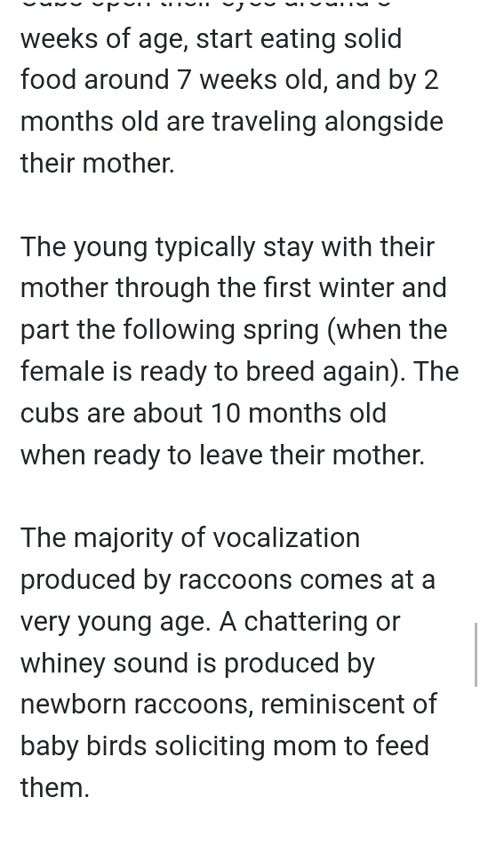 weeks of age, start eating solid
food around 7 weeks old, and by 2
months old are traveling alongside
their mother.
The young typically stay with their
mother through the first winter and
part the following spring (when the
female is ready to breed again). The
cubs are about 10 months old
when ready to leave their mother.
The majority of vocalization
produced by raccoons comes at a
very young age. A chattering or
whiney sound is produced by
newborn raccoons, reminiscent of
baby birds soliciting mom to feed
them.